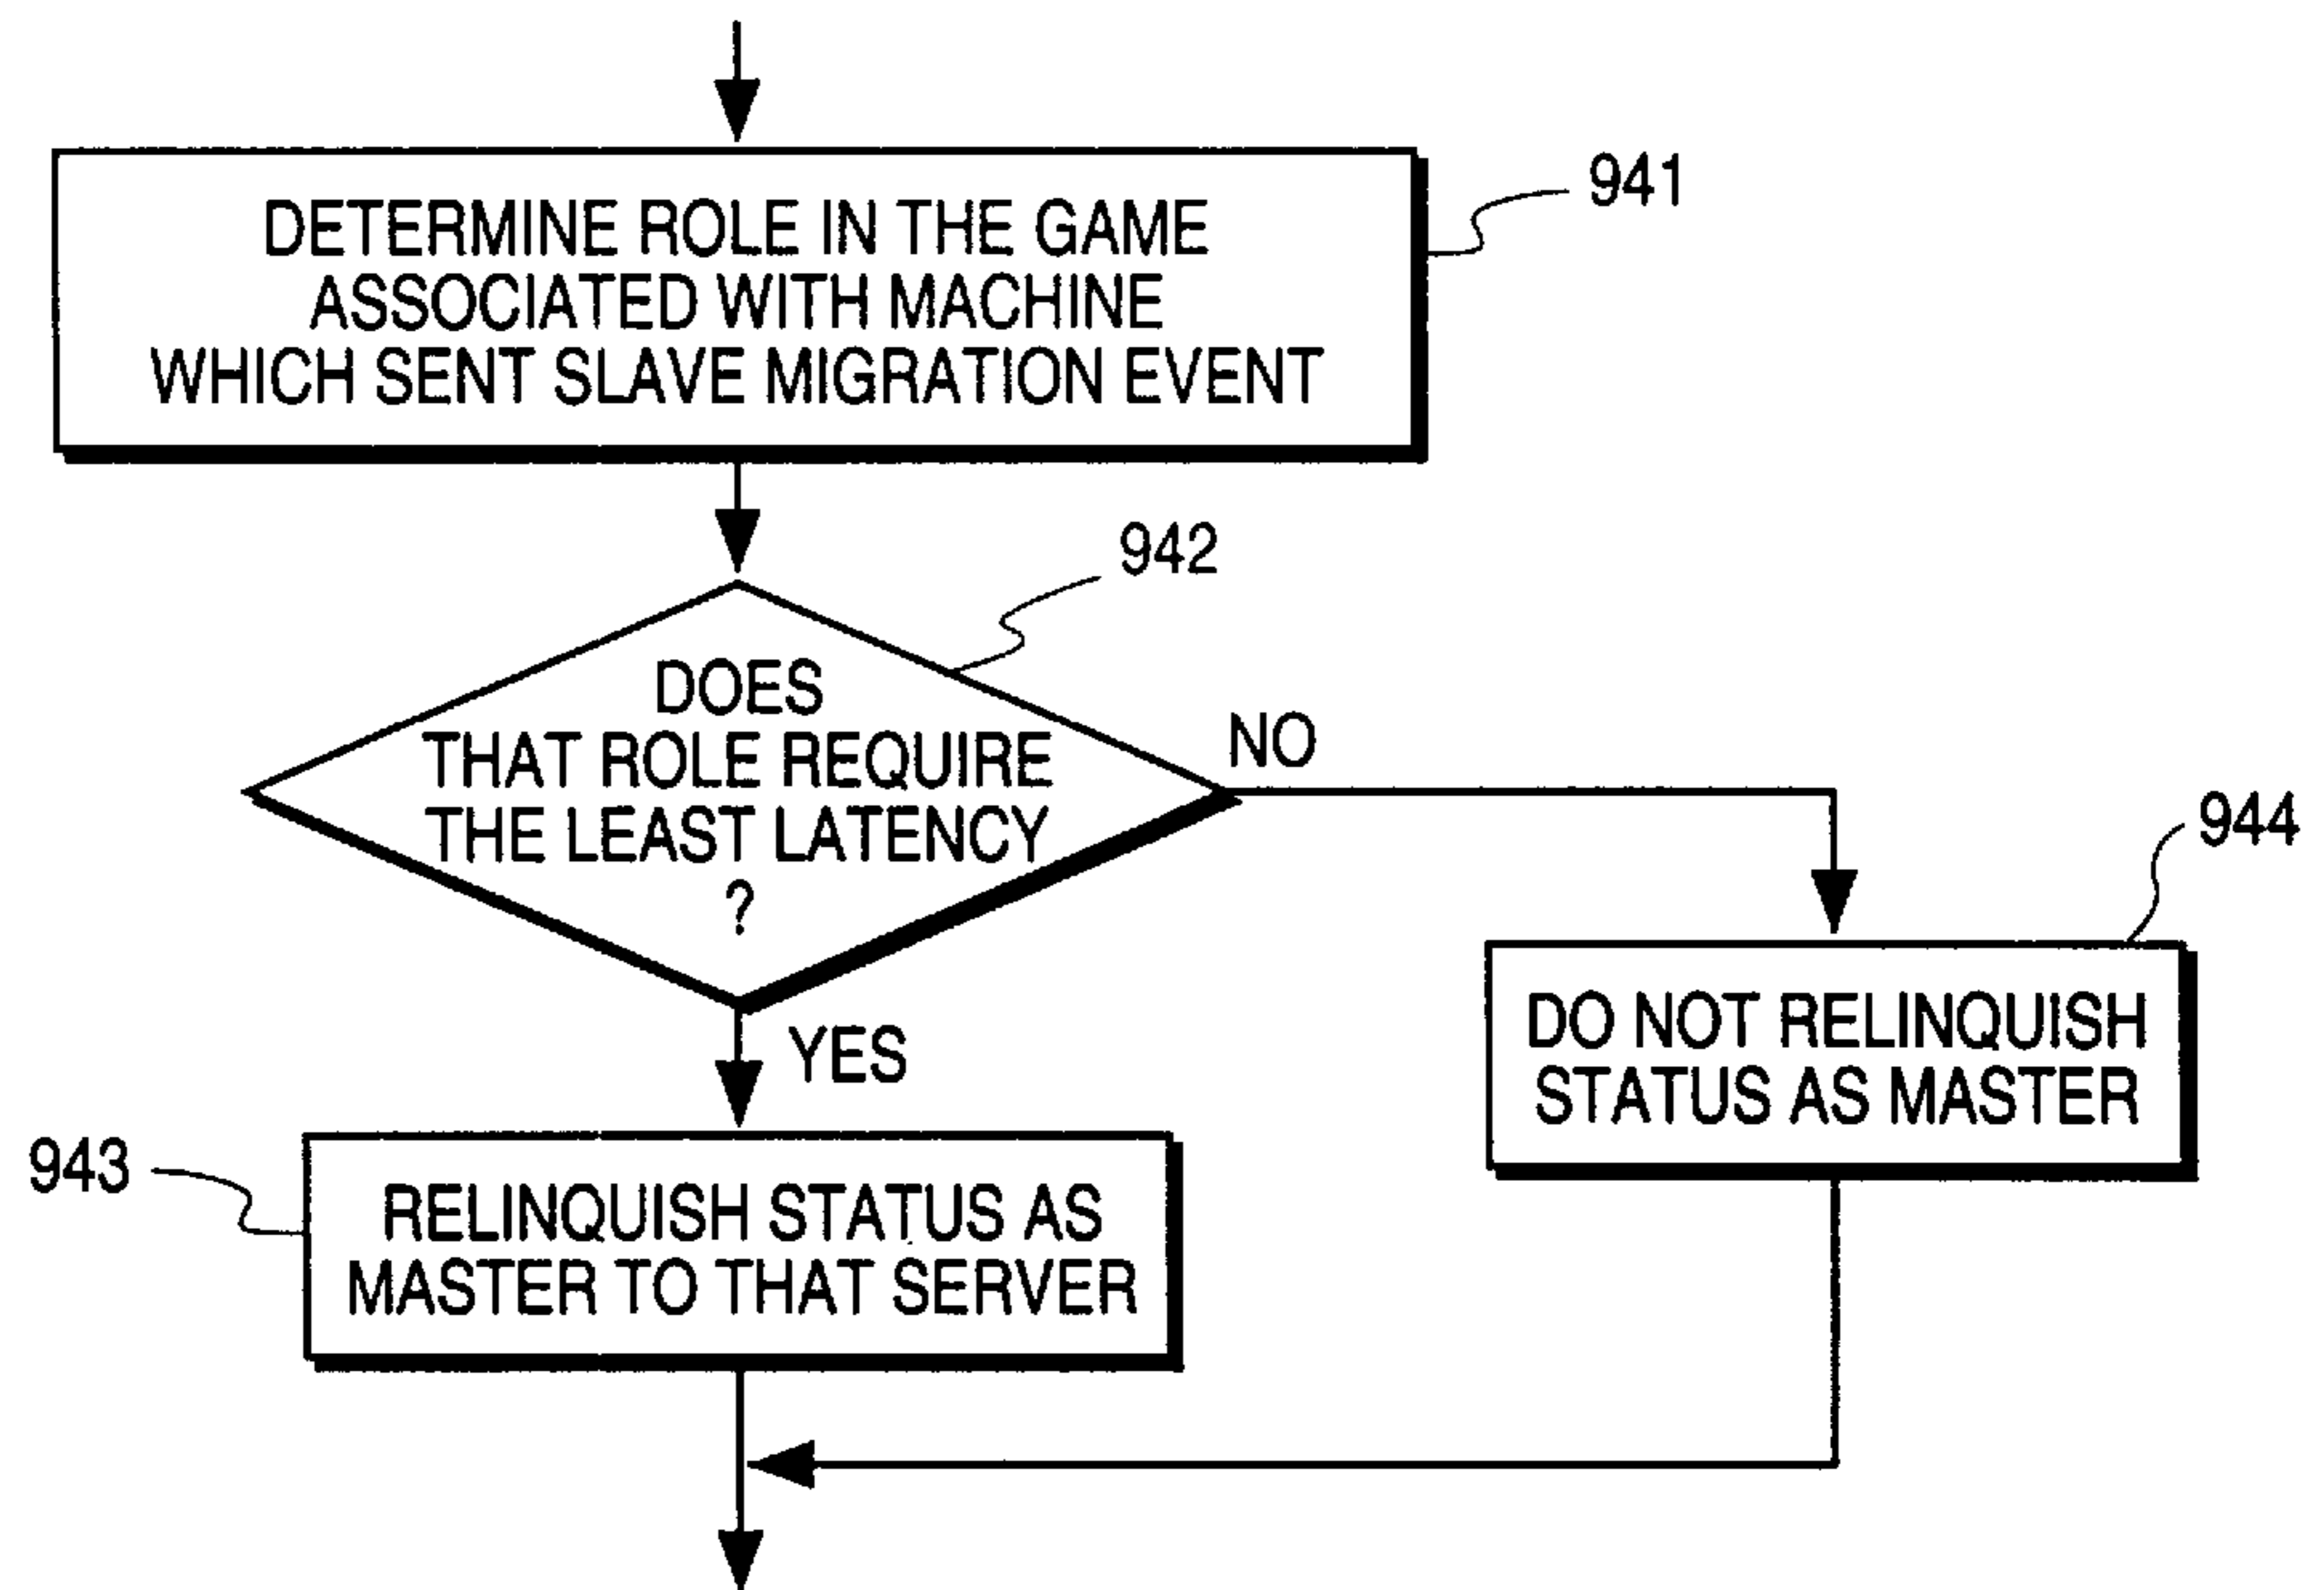 DETERMINE ROLE IN THE GAME
ASSOCIATED WITH MACHINE
WHICH SENT SLAVE MIGRATION EVENT
941
942
DOES
THAT ROLE REQUIRE
THE LEAST LATENCY
?
NO
YES
944
DO NOT RELINQUISH
STATUS AS MASTER
943
RELINQUISH STATUS AS
MASTER TO THAT SERVER